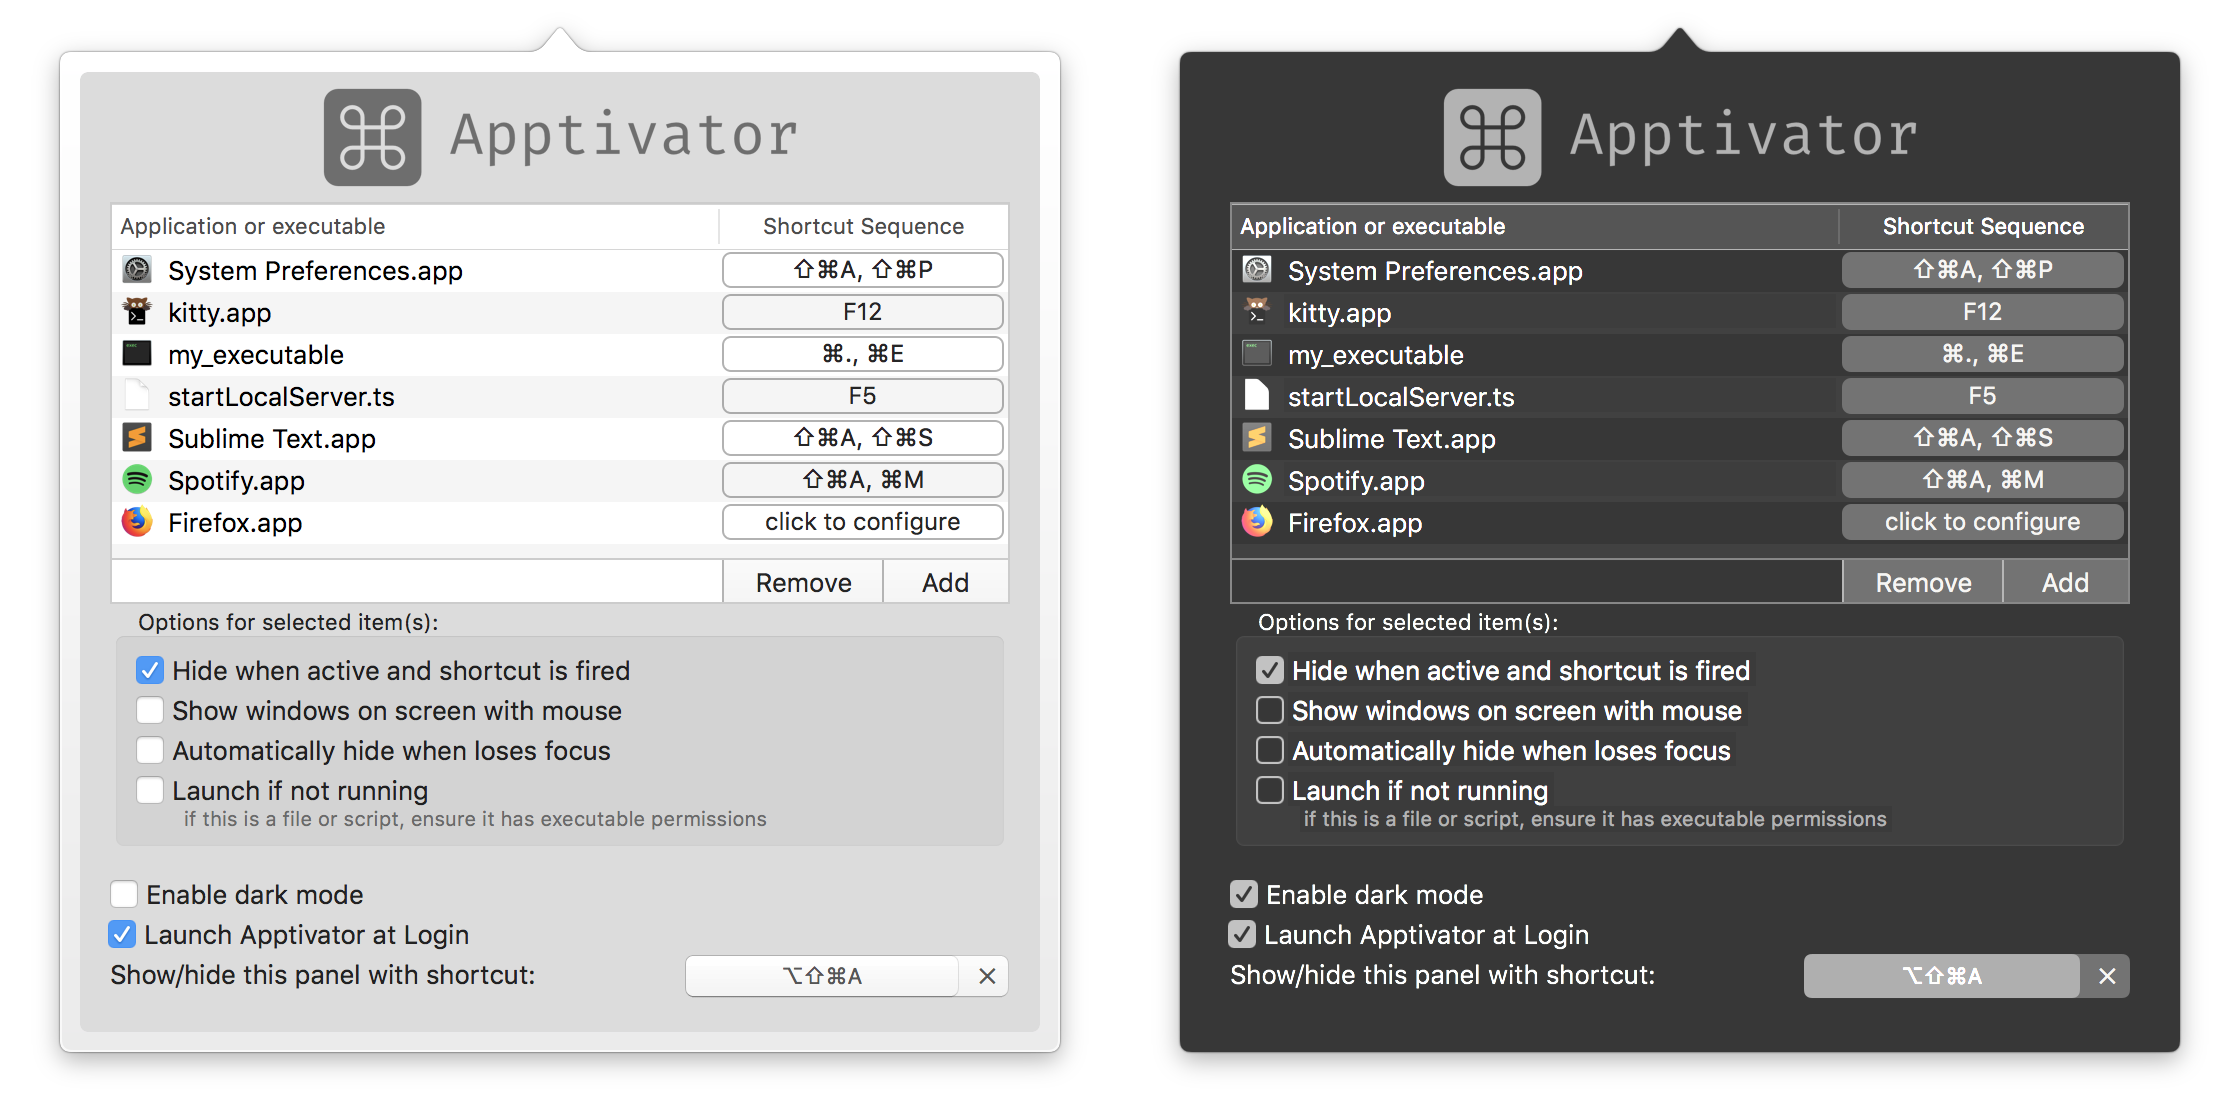 Apptivator
Application or executable Shortcut Sequence
System Preferences.app ⇧⌘A, ⇧⌘P
kitty.app F12
my_executable ⌘., ⌘E
startLocalServer.ts F5
Sublime Text.app ⇧⌘A, ⇧⌘S
Spotify.app ⇧⌘A, ⌘M
Firefox.app click to configure
Remove Add
Options for selected item(s):
Hide when active and shortcut is fired
Show windows on screen with mouse
Automatically hide when loses focus
Launch if not running
if this is a file or script, ensure it has executable permissions
Enable dark mode
Launch Apptivator at Login
Show/hide this panel with shortcut: ⌥⇧⌘A ×
Apptivator
Application or executable Shortcut Sequence
System Preferences.app ⇧⌘A, ⇧⌘P
kitty.app F12
my_executable ⌘., ⌘E
startLocalServer.ts F5
Sublime Text.app ⇧⌘A, ⇧⌘S
Spotify.app ⇧⌘A, ⌘M
Firefox.app click to configure
Remove Add
Options for selected item(s):
Hide when active and shortcut is fired
Show windows on screen with mouse
Automatically hide when loses focus
Launch if not running
if this is a file or script, ensure it has executable permissions
Enable dark mode
Launch Apptivator at Login
Show/hide this panel with shortcut: ⌥⇧⌘A ×